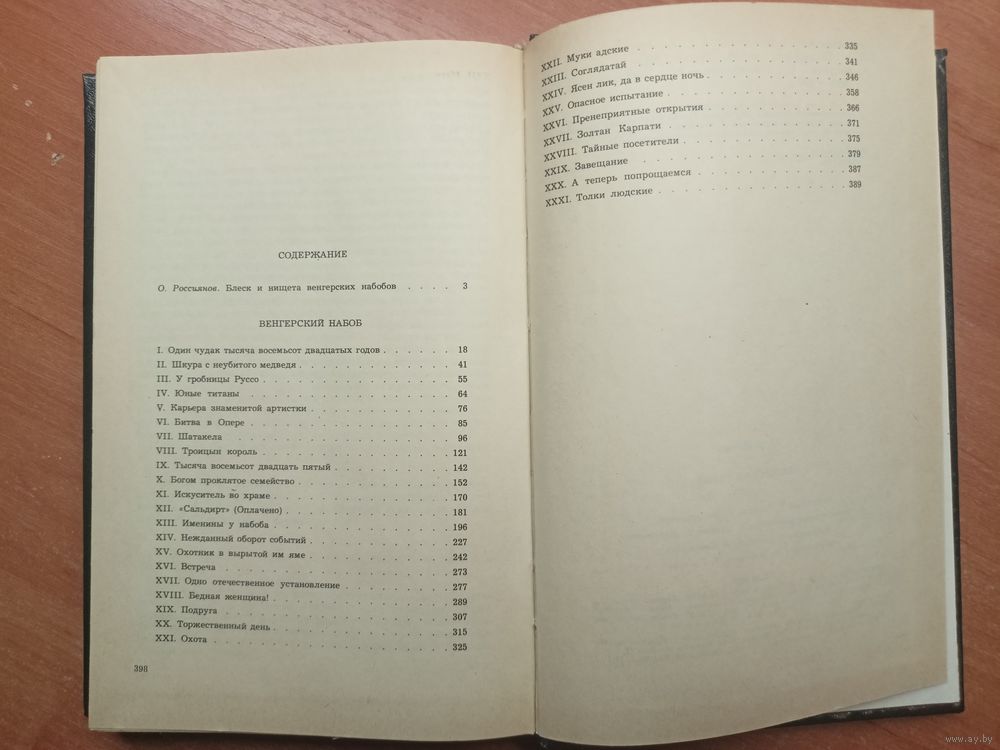 СОДЕРЖАНИЕ
О. Россиянов. Блеск и нищета венгерских набобов . . . . 3
ВЕНГЕРСКИЙ НАБОБ
I. Один чудак тысяча восемьсот двадцатых годов . . . . . . 18
II. Шкура с неубитого медведя . . . . . . . . . . . 41
III. У гробницы Руссо . . . . . . . . . . . . . 55
IV. Юные титаны . . . . . . . . . . . . . . 64
V. Карьера знаменитой артистки . . . . . . . . . . 76
VI. Битва в Опере . . . . . . . . . . . . . . 85
VII. Шатакела . . . . . . . . . . . . . . . 96
VIII. Троицын король . . . . . . . . . . . . . 121
IX. Тысяча восемьсот двадцать пятый . . . . . . . . . 142
X. Богом проклятое семейство . . . . . . . . . . . 152
XI. Искуситель во храме . . . . . . . . . . . . 170
XII. «Сальдирт» (Оплачено) . . . . . . . . . . . 181
XIII. Именины у набоба . . . . . . . . . . . . 196
XIV. Нежданный оборот событий . . . . . . . . . . 227
XV. Охотник в вырытой им яме . . . . . . . . . . 242
XVI. Встреча . . . . . . . . . . . . . . . 273
XVII. Одно отечественное установление . . . . . . . . 277
XVIII. Бедная женщина! . . . . . . . . . . . . 289
XIX. Подруга . . . . . . . . . . . . . . . 307
XX. Торжественный день . . . . . . . . . . . . 315
XXI. Охота . . . . . . . . . . . . . . . . 325
398
XXII. Муки адские . . . . . . . . . . . . . . 335
XXIII. Соглядатай . . . . . . . . . . . . . . 341
XXIV. Ясен лик, да в сердце ночь . . . . . . . . . . 346
XXV. Опасное испытание . . . . . . . . . . . . 358
XXVI. Пренеприятные открытия . . . . . . . . . . 366
XXVII. Золтан Карпати . . . . . . . . . . . . . 371
XXVIII. Тайные посетители . . . . . . . . . . . . 375
XXIX. Завещание . . . . . . . . . . . . . . 379
XXX. А теперь попрощаемся . . . . . . . . . . . 387
XXXI. Толки людские . . . . . . . . . . . . . 389
www.ay.by